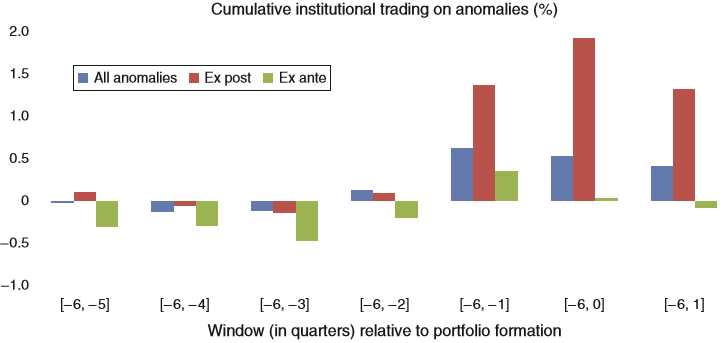 Cumulative institutional trading on anomalies (%)
2.0
1.5
All anomalies Ex post Ex ante
1.0
0.5
0
−0.5
−1.0
[−6, −5] [−6, −4] [−6, −3] [−6, −2] [−6, −1] [−6, 0] [−6, 1]
Window (in quarters) relative to portfolio formation